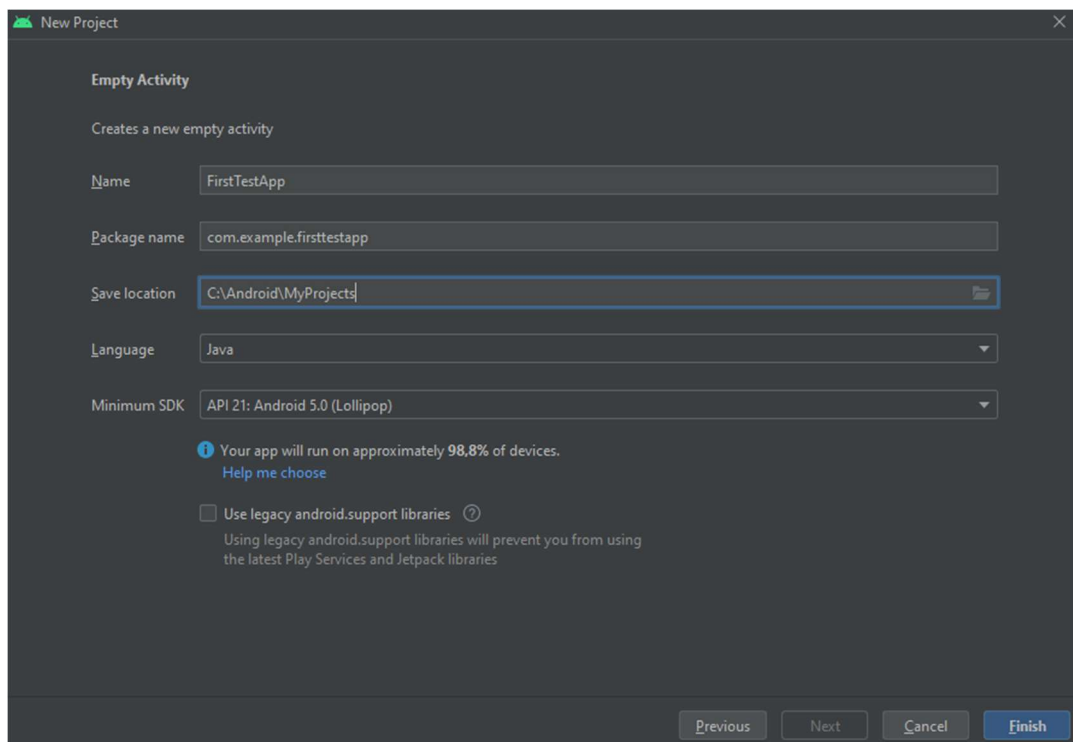 New Project
Empty Activity
Creates a new empty activity
Name FirstTestApp
Package name com.example.firsttestapp
Save location C:\Android\MyProjects
Language Java
Minimum SDK API 21: Android 5.0 (Lollipop)
i Your app will run on approximately 98,8% of devices.
Help me choose
Use legacy android.support libraries ?
Using legacy android.support libraries will prevent you from using
the latest Play Services and Jetpack libraries
Previous Next Cancel Finish